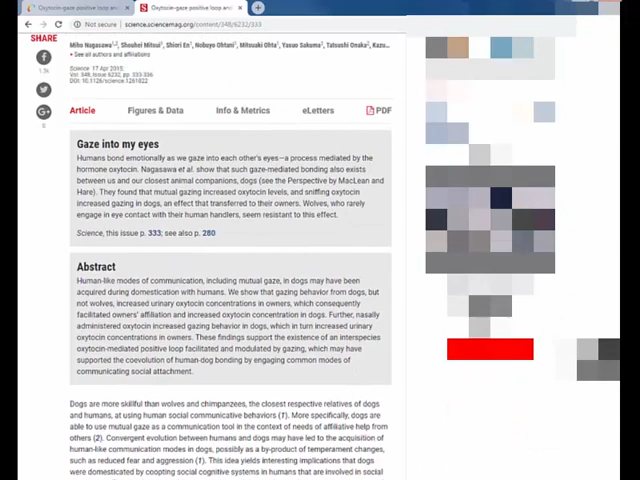 Oxytocin-gaze positive loop and
Oxytocin-gaze positive loop an
Not secure | science.sciencemag.org/content/348/6232/333
SHARE
Miho Nagasawa1,2, Shouhei Mitsui1, Shiori En1, Nobuyo Ohtani1, Mitsuaki Ohta1, Yasuo Sakuma2, Tatsushi Onaka2, Kazu...
+ See all authors and affiliations
Science 17 Apr 2015:
Vol. 348, Issue 6232, pp. 333-336
DOI: 10.1126/science.1261022
Article Figures & Data Info & Metrics eLetters PDF
Gaze into my eyes
Humans bond emotionally as we gaze into each other's eyes—a process mediated by the
hormone oxytocin. Nagasawa et al. show that such gaze-mediated bonding also exists
between us and our closest animal companions, dogs (see the Perspective by MacLean and
Hare). They found that mutual gazing increased oxytocin levels, and sniffing oxytocin
increased gazing in dogs, an effect that transferred to their owners. Wolves, who rarely
engage in eye contact with their human handlers, seem resistant to this effect.
Science, this issue p. 333; see also p. 280
Abstract
Human-like modes of communication, including mutual gaze, in dogs may have been
acquired during domestication with humans. We show that gazing behavior from dogs, but
not wolves, increased urinary oxytocin concentrations in owners, which consequently
facilitated owners' affiliation and increased oxytocin concentration in dogs. Further, nasally
administered oxytocin increased gazing behavior in dogs, which in turn increased urinary
oxytocin concentrations in owners. These findings support the existence of an interspecies
oxytocin-mediated positive loop facilitated and modulated by gazing, which may have
supported the coevolution of human-dog bonding by engaging common modes of
communicating social attachment.
Dogs are more skillful than wolves and chimpanzees, the closest respective relatives of dogs
and humans, at using human social communicative behaviors (1). More specifically, dogs are
able to use mutual gaze as a communication tool in the context of needs of affiliative help from
others (2). Convergent evolution between humans and dogs may have led to the acquisition of
human-like communication modes in dogs, possibly as a by-product of temperament changes,
such as reduced fear and aggression (1). This idea yields interesting implications that dogs
were domesticated by coopting social cognitive systems in humans that are involved in social